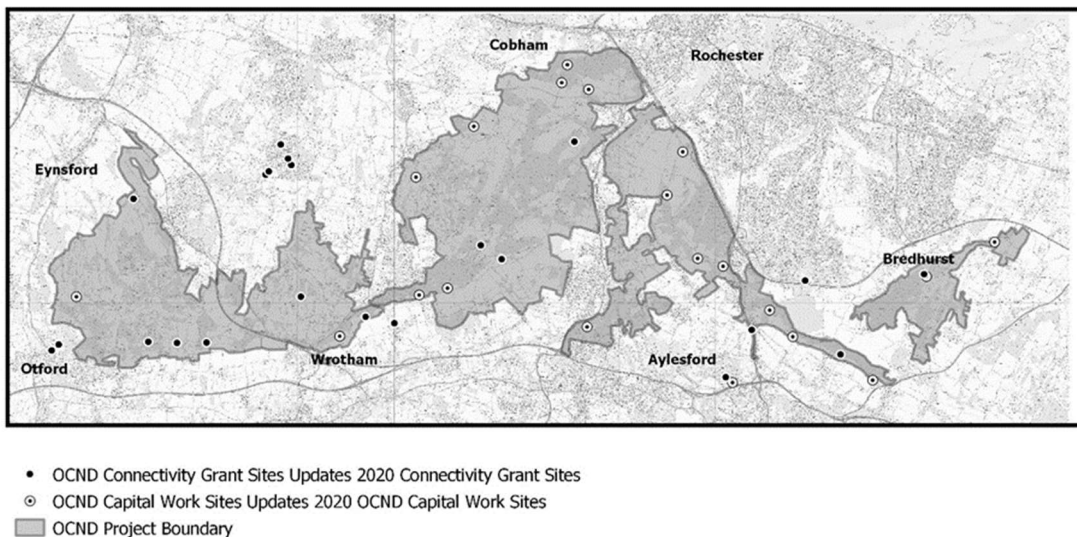 Cobham
Rochester
Eynsford
Bredhurst
Otford
Wrotham
Aylesford
OCND Connectivity Grant Sites Updates 2020 Connectivity Grant Sites
OCND Capital Work Sites Updates 2020 OCND Capital Work Sites
OCND Project Boundary